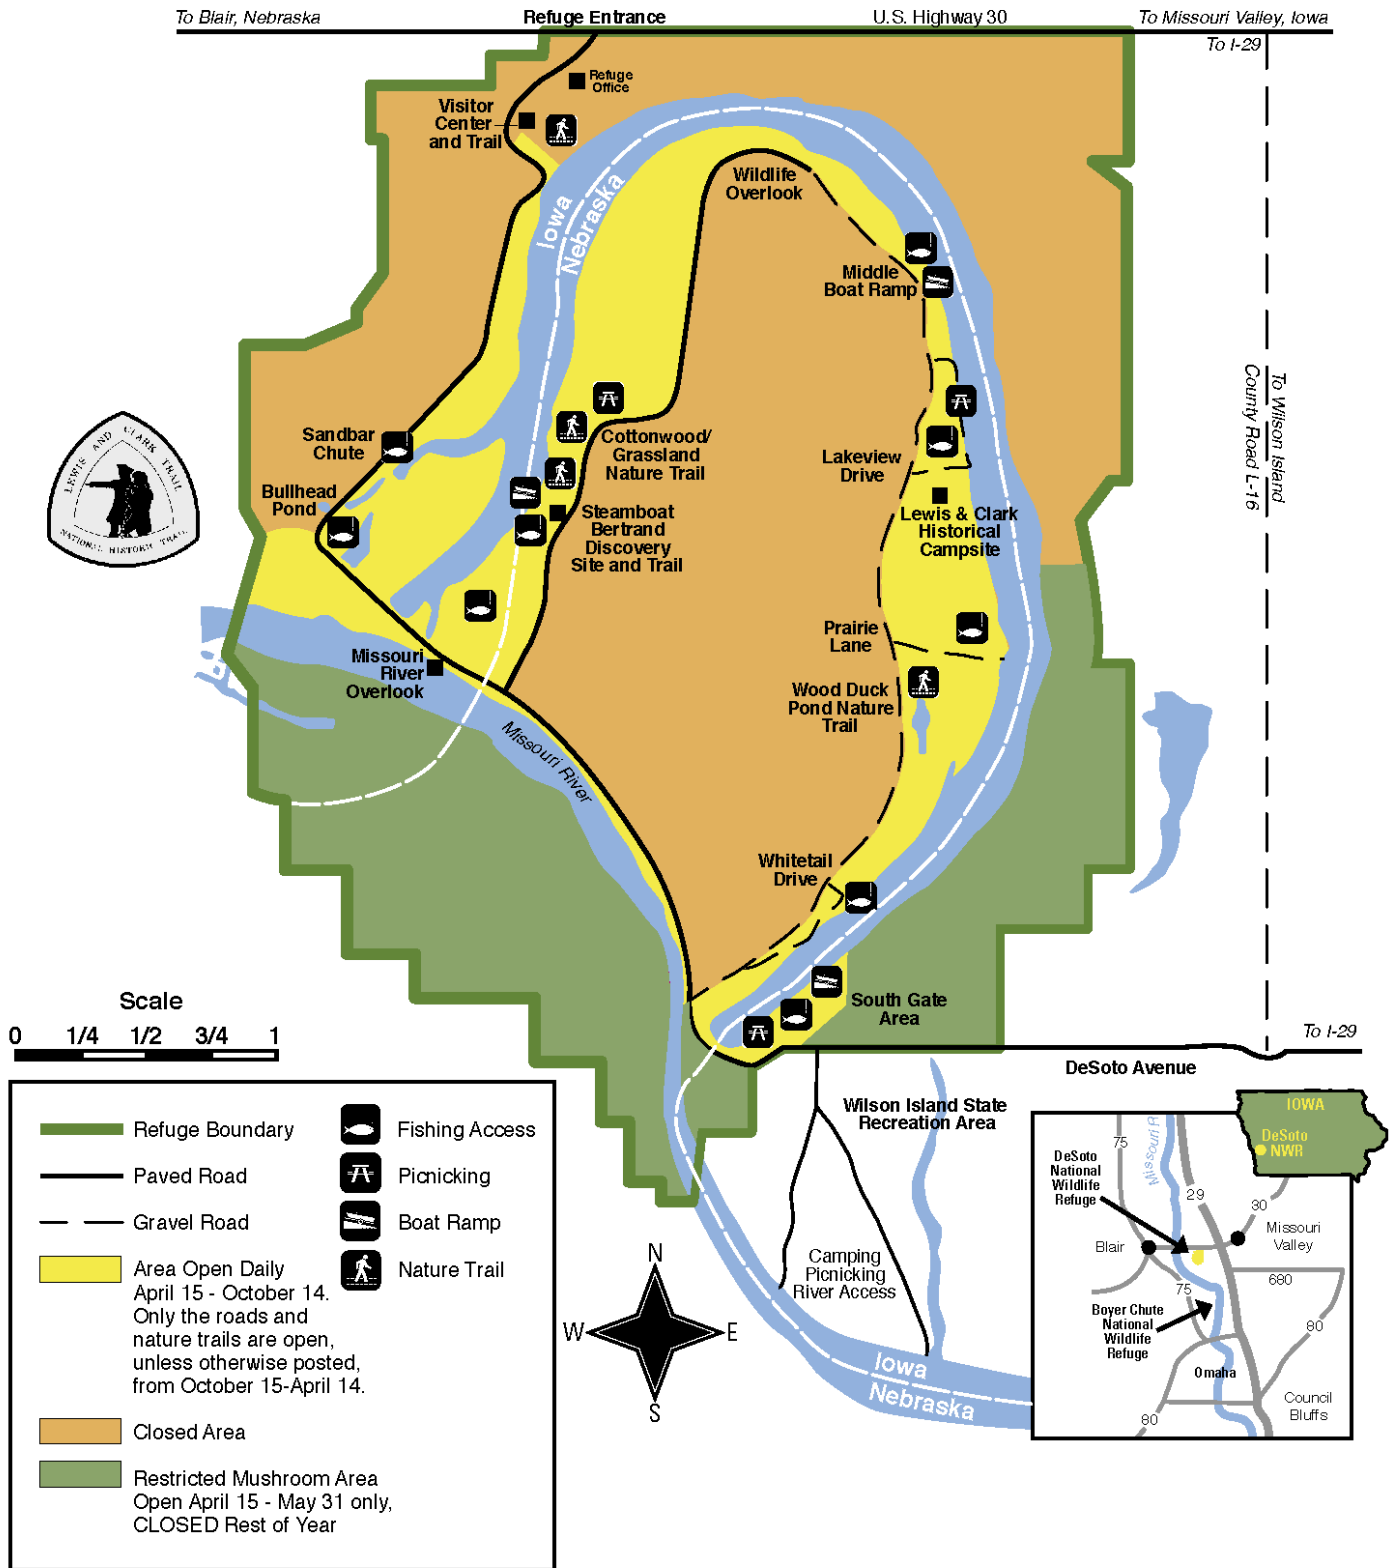 To Blair, Nebraska
Refuge Entrance
U.S. Highway 30
To Missouri Valley, Iowa
To I-29
Refuge
Office
Visitor
Center
and Trail
Wildlife
Overlook
Iowa
Nebraska
Middle
Boat Ramp
To Wilson Island
County Road L-16
LEWIS AND CLARK TRAIL
NATIONAL HISTORIC TRAIL
Sandbar
Chute
Bullhead
Pond
Cottonwood/
Grassland
Nature Trail
Steamboat
Bertrand
Discovery
Site and Trail
Lakeview
Drive
Lewis & Clark
Historical
Campsite
Prairie
Lane
Wood Duck
Pond Nature
Trail
Missouri
River
Overlook
Missouri River
Whitetail
Drive
South Gate
Area
To I-29
DeSoto Avenue
Wilson Island State
Recreation Area
Camping
Picnicking
River Access
Iowa
Nebraska
Scale
0 1/4 1/2 3/4 1
Refuge Boundary
Paved Road
Gravel Road
Area Open Daily
April 15 - October 14.
Only the roads and
nature trails are open,
unless otherwise posted,
from October 15-April 14.
Closed Area
Restricted Mushroom Area
Open April 15 - May 31 only,
CLOSED Rest of Year
Fishing Access
Picnicking
Boat Ramp
Nature Trail
N
W
E
S
IOWA
DeSoto
NWR
75
Missouri R
DeSoto
National
Wildlife
Refuge
29
30
Blair
Missouri
Valley
680
75
Boyer Chute
National
Wildlife
Refuge
80
Omaha
Council
Bluffs
80